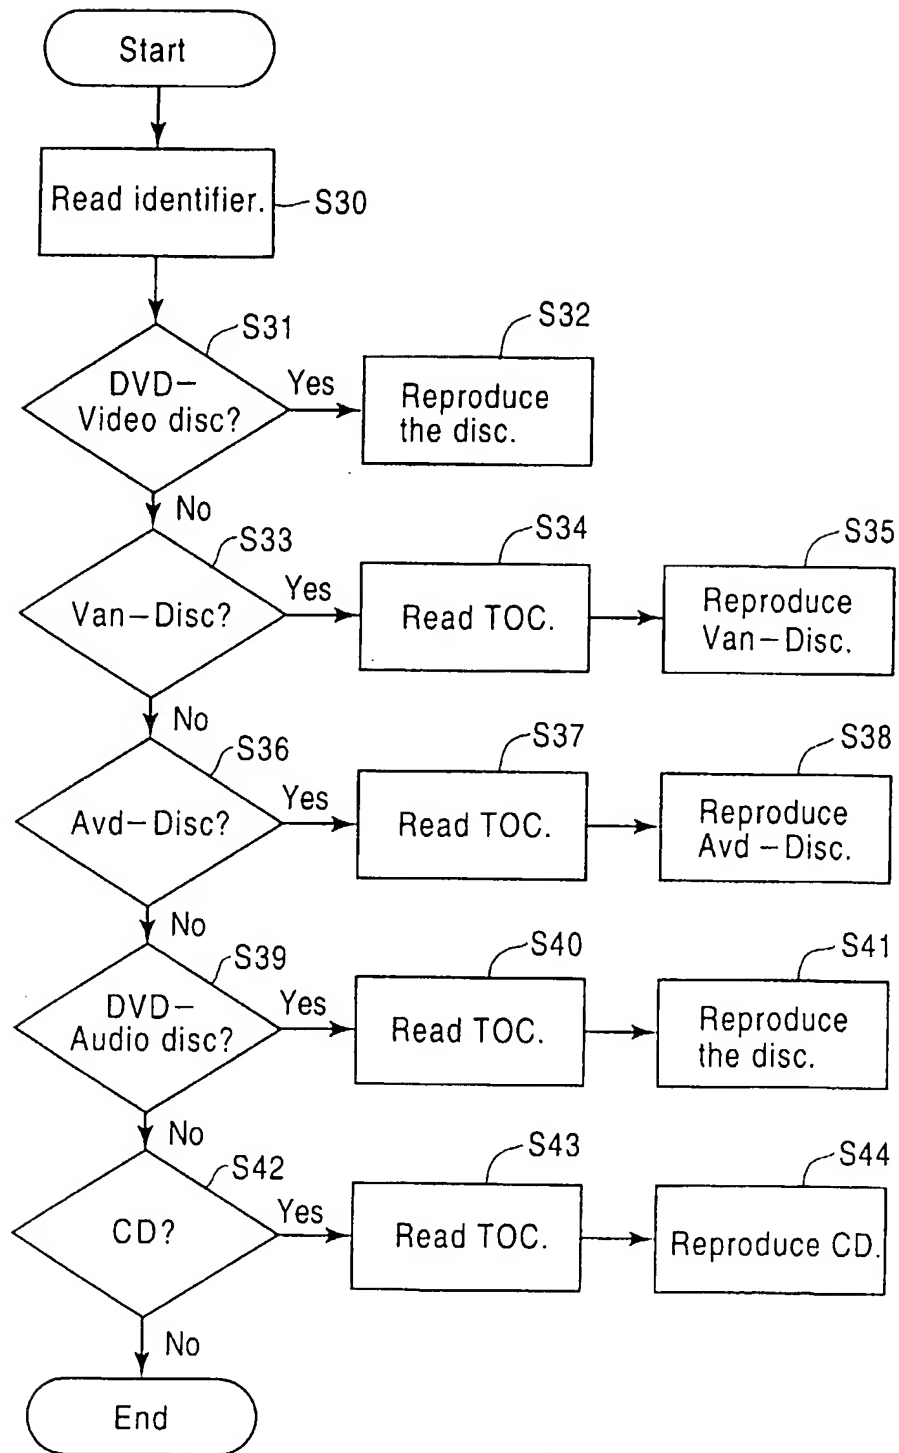 Start
Read identifier.
S30
S31
DVD–
Video disc?
Yes
S32
Reproduce
the disc.
No
S33
Van–Disc?
Yes
S34
Read TOC.
S35
Reproduce
Van–Disc.
No
S36
Avd–Disc?
Yes
S37
Read TOC.
S38
Reproduce
Avd –Disc.
No
S39
DVD–
Audio disc?
Yes
S40
Read TOC.
S41
Reproduce
the disc.
No
S42
CD?
Yes
S43
Read TOC.
S44
Reproduce CD.
No
End